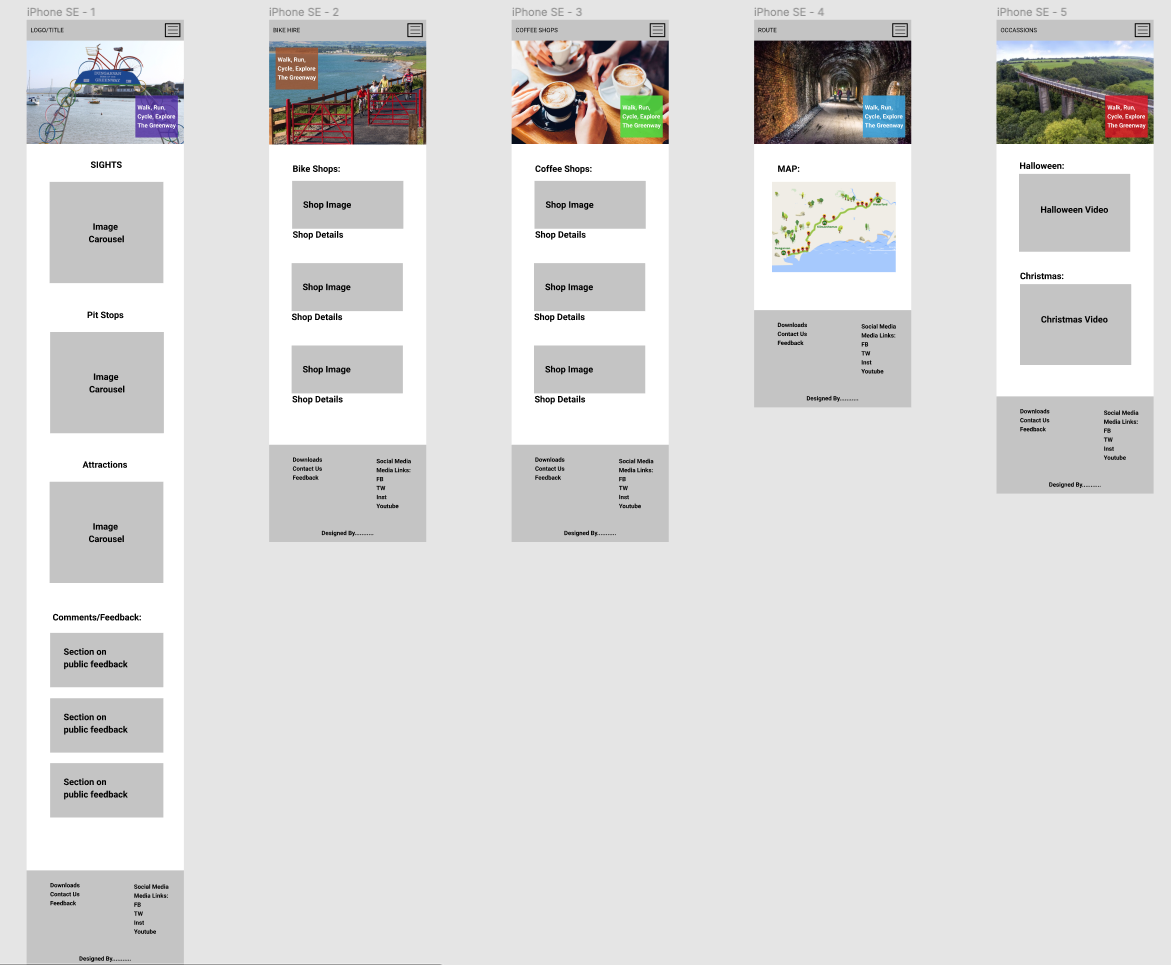 iPhone SE - 1
LOGO/TITLE
DUNGARVAN
GREENWAY
Walk, Run,
Cycle, Explore
The Greenway
SIGHTS
Image
Carousel
Pit Stops
Image
Carousel
Attractions
Image
Carousel
Comments/Feedback:
Section on
public feedback
Section on
public feedback
Section on
public feedback
Downloads
Contact Us
Feedback
Social Media
Media Links:
FB
TW
Inst
Youtube
Designed By...........
iPhone SE - 2
BIKE HIRE
Walk, Run,
Cycle, Explore
The Greenway
Bike Shops:
Shop Image
Shop Details
Shop Image
Shop Details
Shop Image
Shop Details
Downloads
Contact Us
Feedback
Social Media
Media Links:
FB
TW
Inst
Youtube
Designed By...........
iPhone SE - 3
COFFEE SHOPS
Walk, Run,
Cycle, Explore
The Greenway
Coffee Shops:
Shop Image
Shop Details
Shop Image
Shop Details
Shop Image
Shop Details
Downloads
Contact Us
Feedback
Social Media
Media Links:
FB
TW
Inst
Youtube
Designed By...........
iPhone SE - 4
ROUTE
Walk, Run,
Cycle, Explore
The Greenway
MAP:
Downloads
Contact Us
Feedback
Social Media
Media Links:
FB
TW
Inst
Youtube
Designed By...........
iPhone SE - 5
OCCASSIONS
Walk, Run,
Cycle, Explore
The Greenway
Halloween:
Halloween Video
Christmas:
Christmas Video
Downloads
Contact Us
Feedback
Social Media
Media Links:
FB
TW
Inst
Youtube
Designed By...........